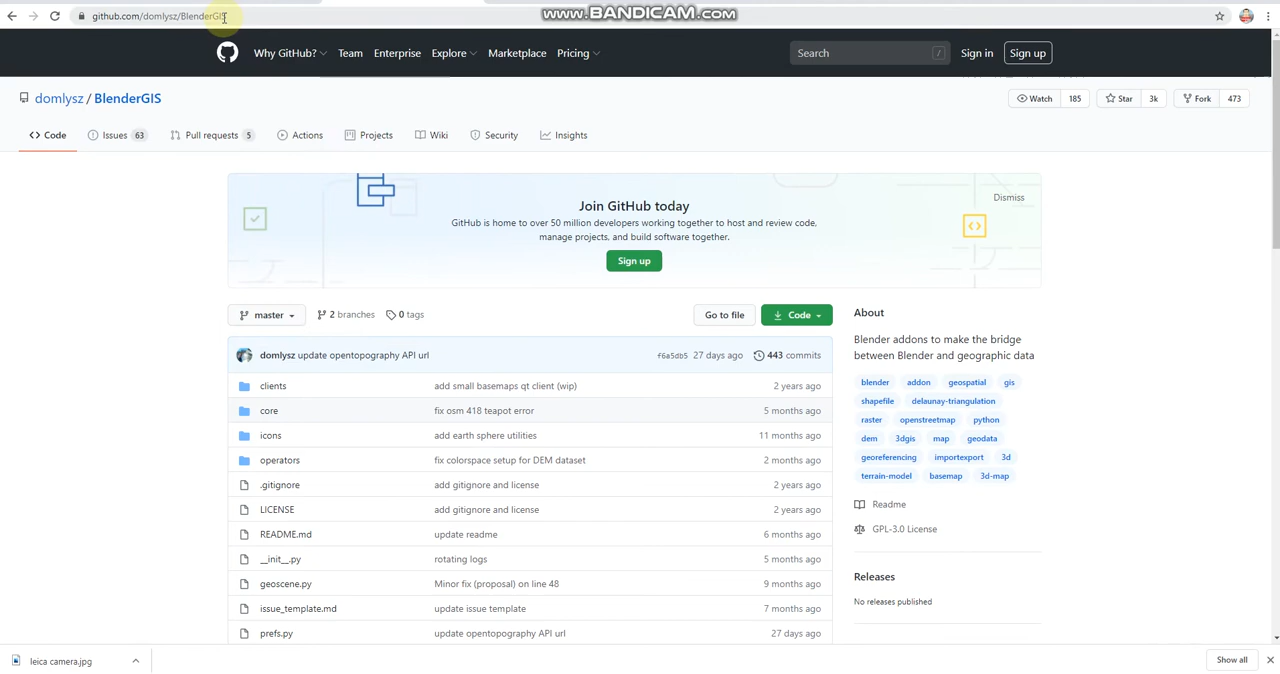 github.com/domlysz/BlenderGIS
www.BANDICAM.com
Why GitHub? Team Enterprise Explore Marketplace Pricing Search / Sign in Sign up
domlysz / BlenderGIS Watch 185 Star 3k Fork 473
Code Issues 63 Pull requests 5 Actions Projects Wiki Security Insights
Join GitHub today Dismiss
GitHub is home to over 50 million developers working together to host and review code,
manage projects, and build software together.
Sign up
master 2 branches 0 tags Go to file Code
domlysz update opentopography API url f6a5db5 27 days ago 443 commits
clients add small basemaps qt client (wip) 2 years ago
core fix osm 418 teapot error 5 months ago
icons add earth sphere utilities 11 months ago
operators fix colorspace setup for DEM dataset 2 months ago
.gitignore add gitignore and license 2 years ago
LICENSE add gitignore and license 2 years ago
README.md update readme 6 months ago
__init__.py rotating logs 5 months ago
geoscene.py Minor fix (proposal) on line 48 9 months ago
issue_template.md update issue template 7 months ago
prefs.py update opentopography API url 27 days ago
About
Blender addons to make the bridge
between Blender and geographic data
blender addon geospatial gis
shapefile delaunay-triangulation
raster openstreetmap python
dem 3dgis map geodata
georeferencing importexport 3d
terrain-model basemap 3d-map
Readme
GPL-3.0 License
Releases
No releases published
leica camera.jpg Show all